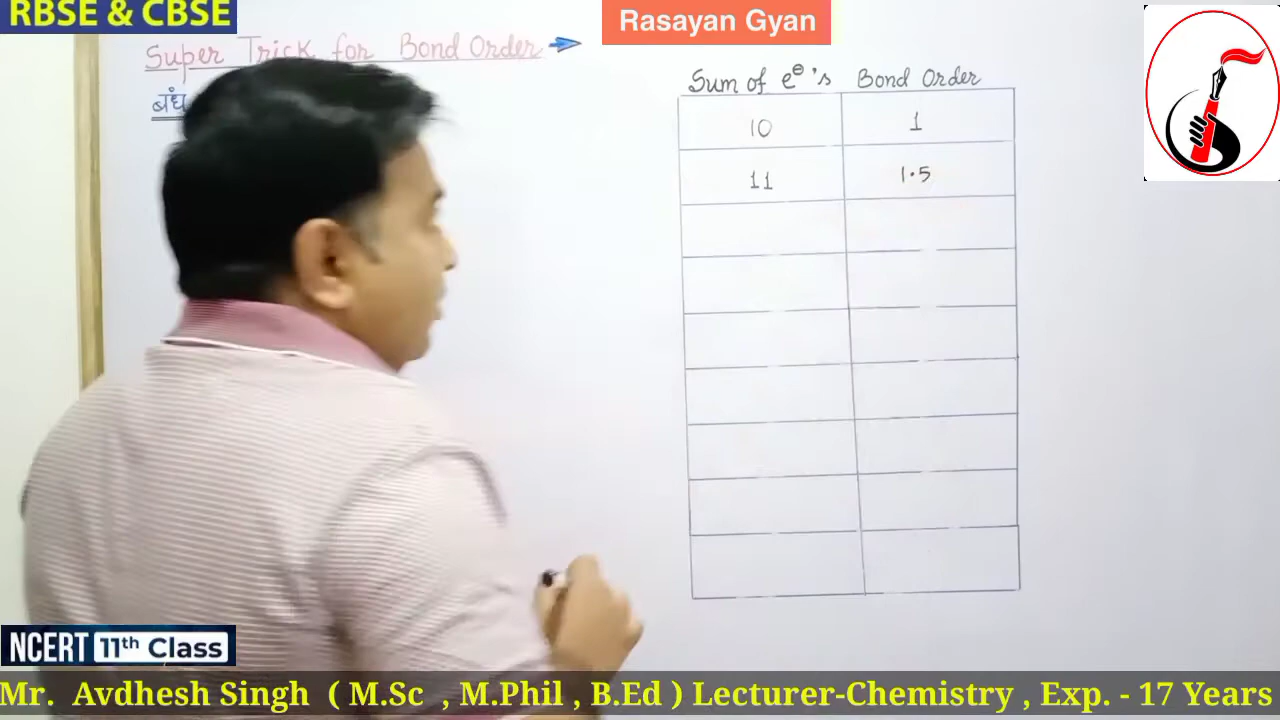 RBSE & CBSE
Rasayan Gyan
Super Trick for Bond Order
बंध
Sum of e⊖'s Bond Order
10 1
11 1.5
NCERT 11th Class
Mr. Avdhesh Singh ( M.Sc , M.Phil , B.Ed ) Lecturer-Chemistry , Exp. - 17 Years